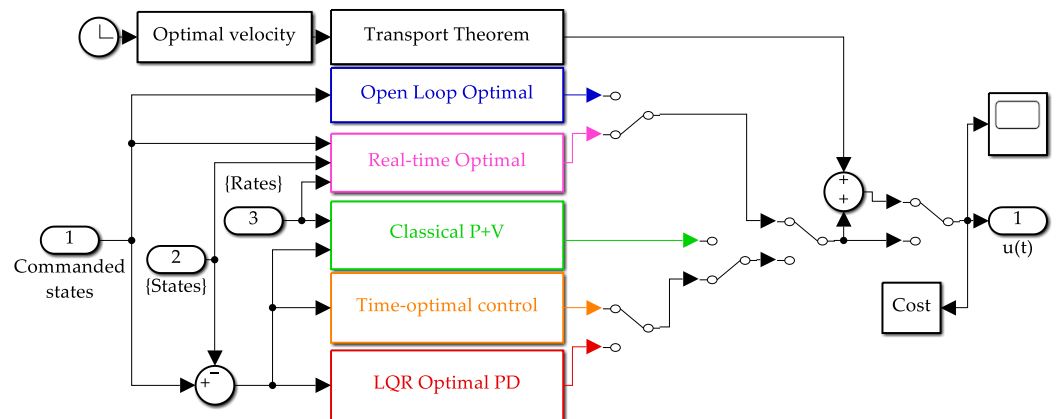 Optimal velocity
Transport Theorem
Open Loop Optimal
Real-time Optimal
{Rates}
3
Classical P+V
1
Commanded
states
2
{States}
Time-optimal control
LQR Optimal PD
+
−
+
+
1
u(t)
Cost